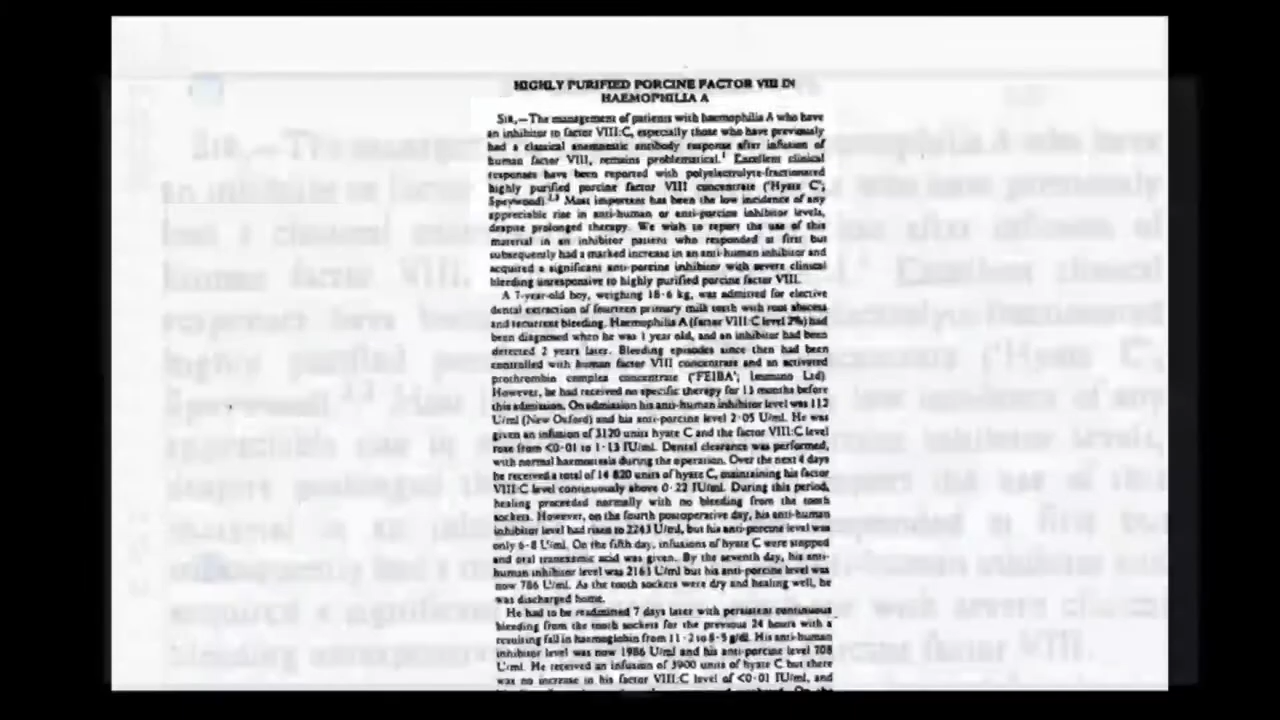 HIGHLY PURIFIED PORCINE FACTOR VIII IN
HAEMOPHILIA A
SIR,—The management of patients with haemophilia A who have
an inhibitor to factor VIII:C, especially those who have previously
had a classical anamnestic antibody response after infusion of
human factor VIII, remains problematical.¹ Excellent clinical
responses have been reported with polyelectrolyte-fractionated
highly purified porcine factor VIII concentrate ('Hyate C',
Speywood).²,³ Most important has been the low incidence of any
appreciable rise in anti-human or anti-porcine inhibitor levels,
despite prolonged therapy. We wish to report the use of this
material in an inhibitor patient who responded at first but
subsequently had a marked increase in an anti-human inhibitor and
acquired a significant anti-porcine inhibitor with severe clinical
bleeding unresponsive to highly purified porcine factor VIII.
A 7-year-old boy, weighing 18·6 kg, was admitted for elective
dental extraction of fourteen primary milk teeth with root abscess
and recurrent bleeding. Haemophilia A (factor VIII:C level 2%) had
been diagnosed when he was 1 year old, and an inhibitor had been
detected 2 years later. Bleeding episodes since then had been
controlled with human factor VIII concentrate and an activated
prothrombin complex concentrate ('FEIBA'; Immuno Ltd).
However, he had received no specific therapy for 13 months before
this admission. On admission his anti-human inhibitor level was 112
U/ml (New Oxford) and his anti-porcine level 2·05 U/ml. He was
given an infusion of 3120 units hyate C and the factor VIII:C level
rose from <0·01 to 1·13 IU/ml. Dental clearance was performed,
with normal haemostasis during the operation. Over the next 4 days
he received a total of 14 820 units of hyate C, maintaining his factor
VIII:C level continuously above 0·22 IU/ml. During this period,
healing proceeded normally with no bleeding from the tooth
sockets. However, on the fourth postoperative day, his anti-human
inhibitor level had risen to 2243 U/ml, but his anti-porcine level was
only 6·8 U/ml. On the fifth day, infusions of hyate C were stopped
and oral tranexamic acid was given. By the seventh day, his anti-
human inhibitor level was 2161 U/ml but his anti-porcine level was
now 786 U/ml. As the tooth sockets were dry and healing well, he
was discharged home.
He had to be readmitted 7 days later with persistent continuous
bleeding from the tooth sockets for the previous 24 hours with a
resulting fall in haemoglobin from 11·2 to 8·5 g/dl. His anti-human
inhibitor level was now 1986 U/ml and his anti-porcine level 708
U/ml. He received an infusion of 3900 units of hyate C but there
was no increase in his factor VIII:C level of <0·01 IU/ml, and